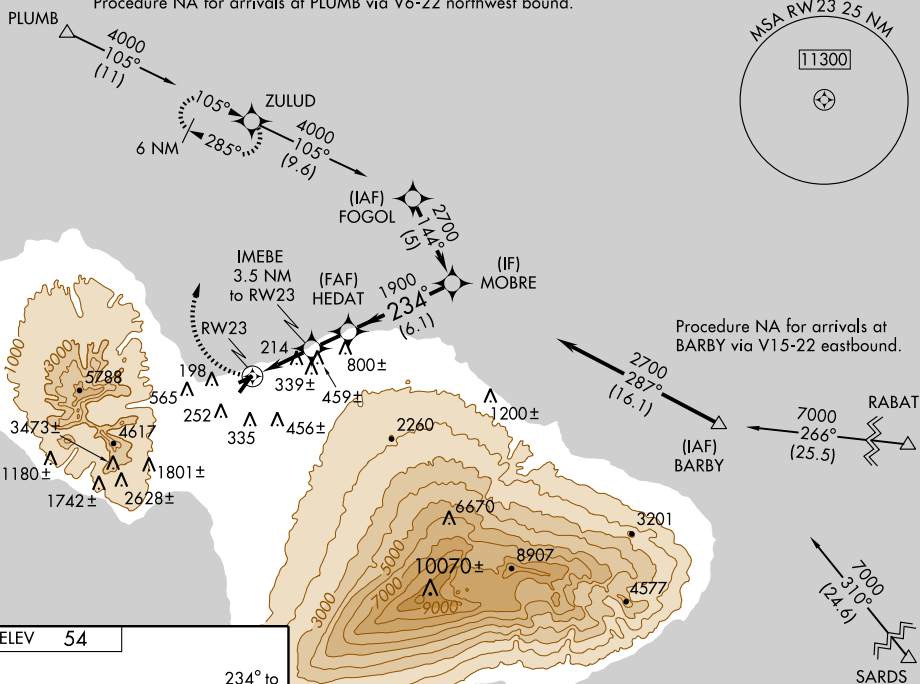 Procedure NA for arrivals at PLUMB via V6-22 northwest bound.
PLUMB
4000
105°
(11)
105°
ZULUD
285°
6 NM
4000
105°
(9.6)
MSA RW 23 25 NM
11300
(IAF)
FOGOL
2700
144°
(5)
(IF)
MOBRE
IMEBE
3.5 NM
to RW23
(FAF)
HEDAT
1900
234°
(6.1)
RW23
214
800±
339±
459±
198
565
252
335
456±
1200±
Procedure NA for arrivals at
BARBY via V15-22 eastbound.
2700
287°
(16.1)
(IAF)
BARBY
7000
266°
(25.5)
RABAT
1000
5788
3473±
4617
1180±
1801±
1742±
2628±
2260
6670
5000
10070±
8907
7000
9000
3000
3201
4577
7000
310°
(24.6)
SARDS
ELEV 54
234° to